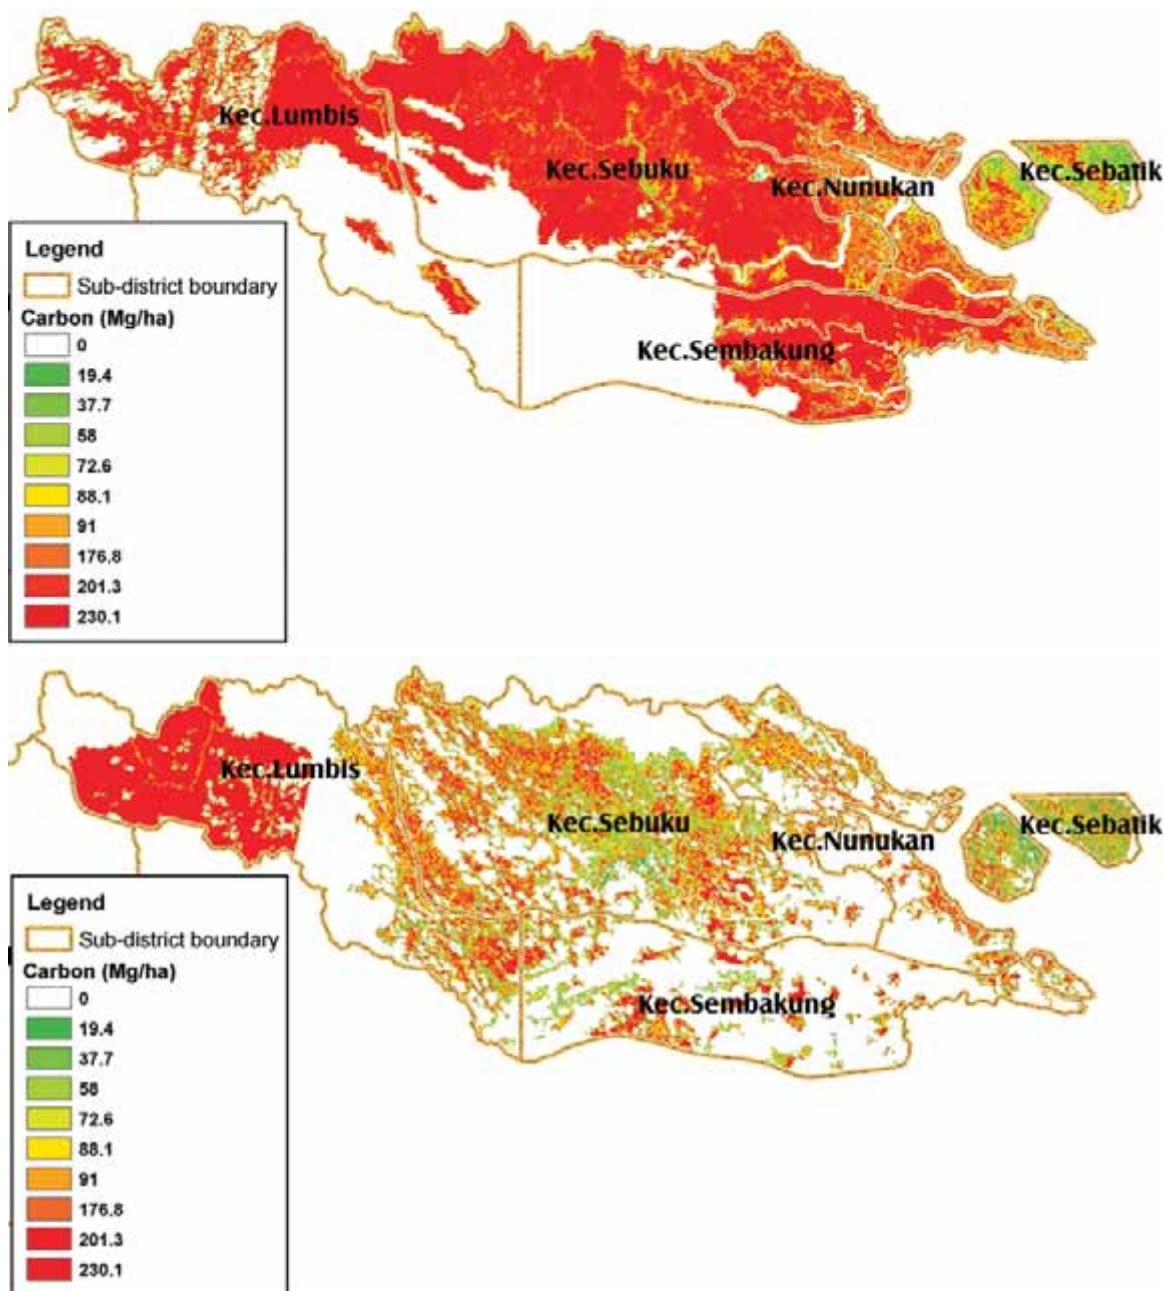 Kec.Lumbis
Kec.Sebuku
Kec.Nunukan
Kec.Sebatik
Kec.Sembakung
Legend
Sub-district boundary
Carbon (Mg/ha)
0
19.4
37.7
58
72.6
88.1
91
176.8
201.3
230.1
Kec.Lumbis
Kec.Sebuku
Kec.Nunukan
Kec.Sebatik
Kec.Sembakung
Legend
Sub-district boundary
Carbon (Mg/ha)
0
19.4
37.7
58
72.6
88.1
91
176.8
201.3
230.1